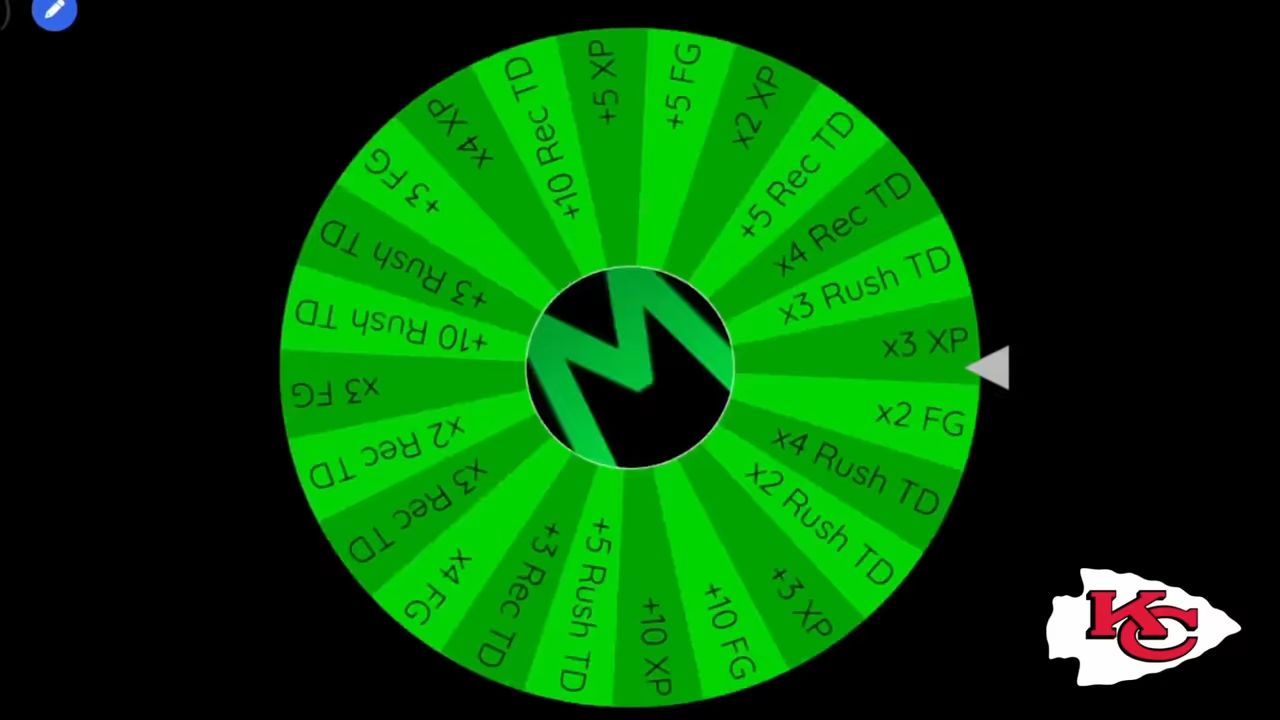 +5 XP
+5 FG
x2 XP
+5 Rec TD
x4 Rec TD
x3 Rush TD
x3 XP
x2 FG
x4 Rush TD
x2 Rush TD
+3 XP
+10 FG
+10 XP
+5 Rush TD
+3 Rec TD
x4 FG
x3 Rec TD
x2 Rec TD
x3 FG
+10 Rush TD
+3 Rush TD
+3 FG
x4 XP
+10 Rec TD
M
KC